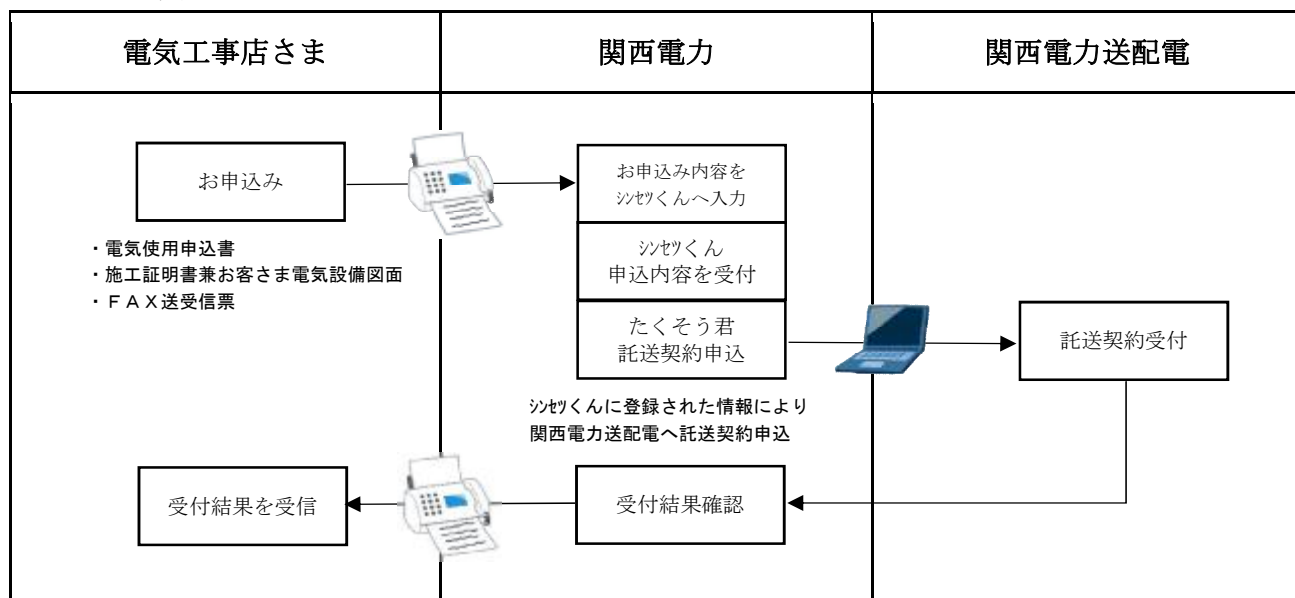 電気工事店さま
関西電力
関西電力送配電
お申込み
お申込み内容を
ｼﾝｾﾂくんへ入力
・電気使用申込書
・施工証明書兼お客さま電気設備図面
・ＦＡＸ送受信票
ｼﾝｾﾂくん
申込内容を受付
たくそう君
託送契約申込
託送契約受付
ｼﾝｾﾂくんに登録された情報により
関西電力送配電へ託送契約申込
受付結果を受信
受付結果確認